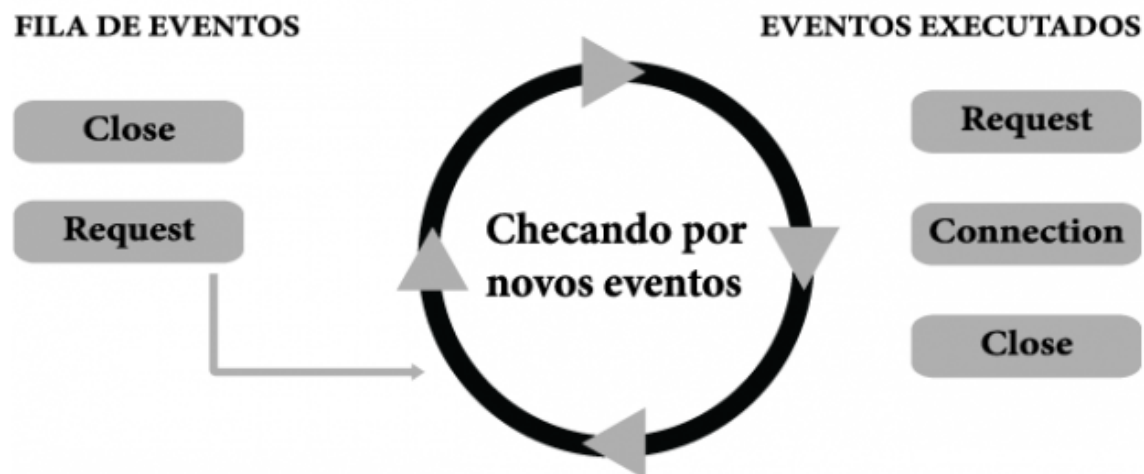 FILA DE EVENTOS
Close
Request
Checando por
novos eventos
EVENTOS EXECUTADOS
Request
Connection
Close